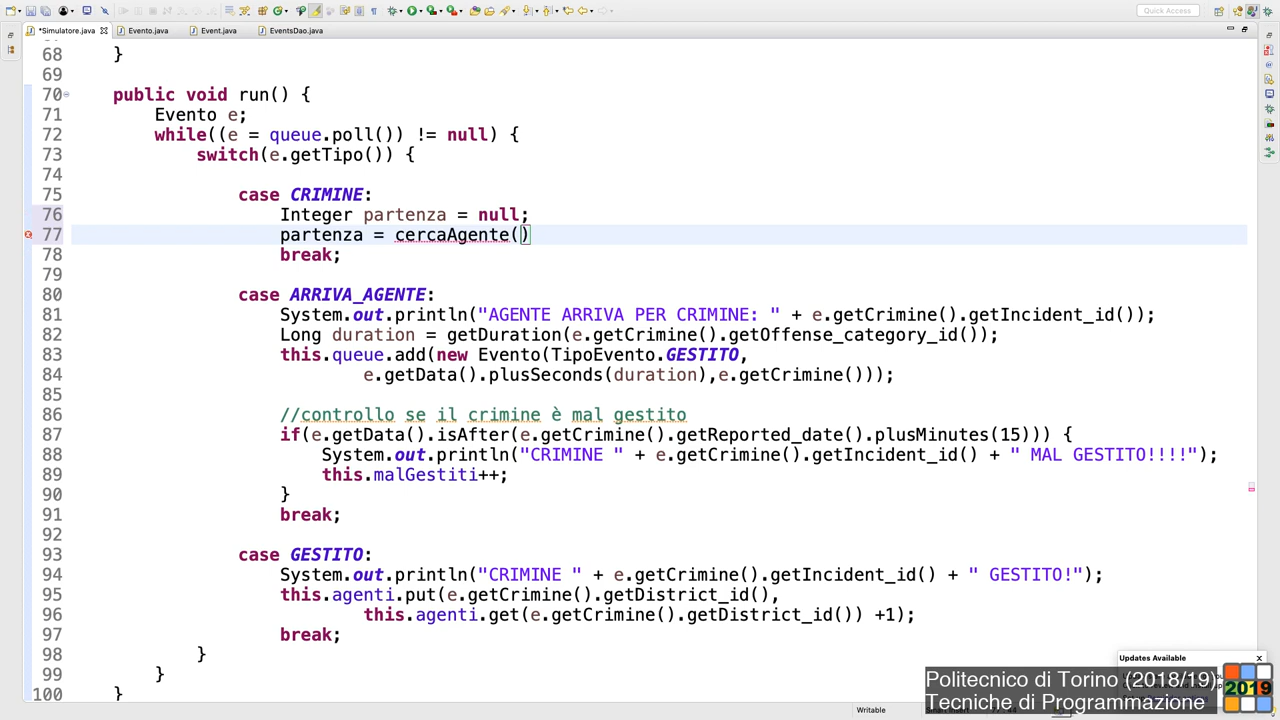 Quick Access
*Simulatore.java
Evento.java
Event.java
EventsDao.java
68 }
69
70 public void run() {
71 Evento e;
72 while((e = queue.poll()) != null) {
73 switch(e.getTipo()) {
74
75 case CRIMINE:
76 Integer partenza = null;
77 partenza = cercaAgente()
78 break;
79
80 case ARRIVA_AGENTE:
81 System.out.println("AGENTE ARRIVA PER CRIMINE: " + e.getCrimine().getIncident_id());
82 Long duration = getDuration(e.getCrimine().getOffense_category_id());
83 this.queue.add(new Evento(TipoEvento.GESTITO,
84 e.getData().plusSeconds(duration),e.getCrimine()));
85
86 //controllo se il crimine è mal gestito
87 if(e.getData().isAfter(e.getCrimine().getReported_date().plusMinutes(15))) {
88 System.out.println("CRIMINE " + e.getCrimine().getIncident_id() + " MAL GESTITO!!!!");
89 this.malGestiti++;
90 }
91 break;
92
93 case GESTITO:
94 System.out.println("CRIMINE " + e.getCrimine().getIncident_id() + " GESTITO!");
95 this.agenti.put(e.getCrimine().getDistrict_id(),
96 this.agenti.get(e.getCrimine().getDistrict_id()) +1);
97 break;
98 }
99 }
100 }
Updates Available
Politecnico di Torino (2018/19)
Tecniche di Programmazione
2019
Writable